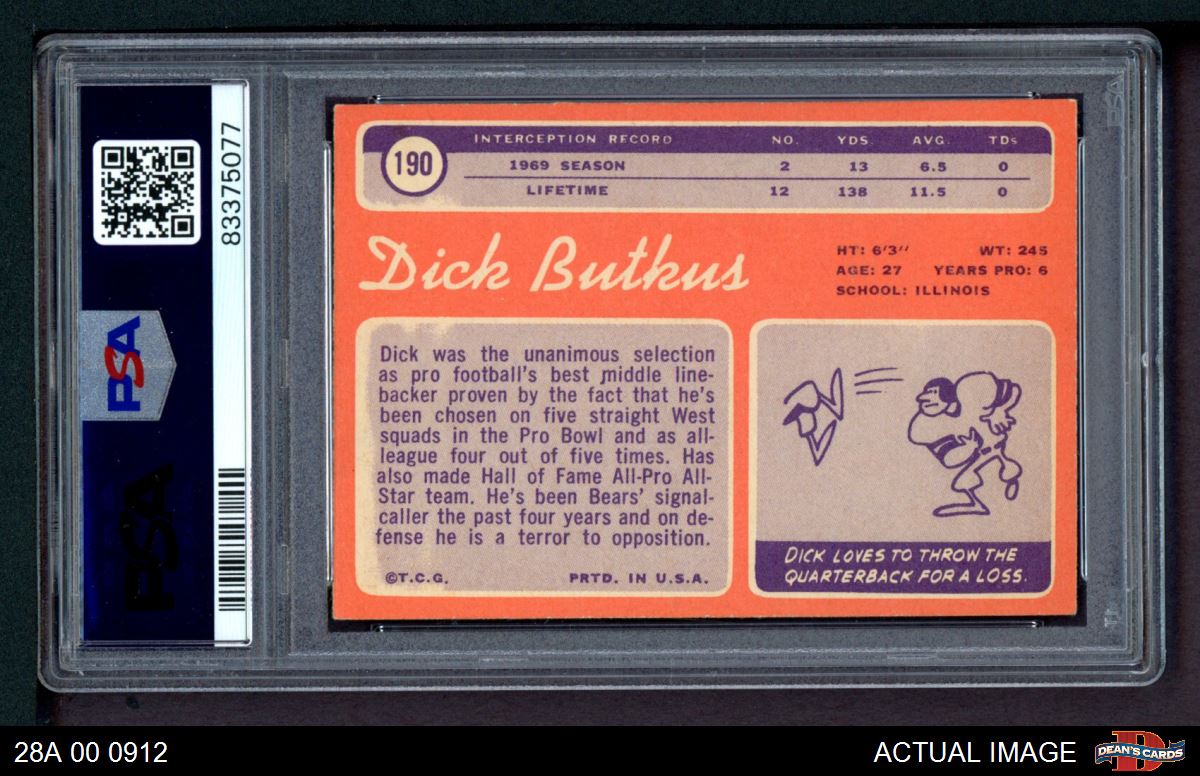 PSA
83375077
PSA
190
INTERCEPTION RECORD NO. YDS. AVG. TDs
1969 SEASON 2 13 6.5 0
LIFETIME 12 138 11.5 0
Dick Butkus
HT: 6'3" WT: 245
AGE: 27 YEARS PRO: 6
SCHOOL: ILLINOIS
Dick was the unanimous selection
as pro football's best middle line-
backer proven by the fact that he's
been chosen on five straight West
squads in the Pro Bowl and as all-
league four out of five times. Has
also made Hall of Fame All-Pro All-
Star team. He's been Bears' signal-
caller the past four years and on de-
fense he is a terror to opposition.
©T.C.G. PRTD. IN U.S.A.
DICK LOVES TO THROW THE
QUARTERBACK FOR A LOSS.
28A 00 0912
ACTUAL IMAGE
DEAN'S CARDS